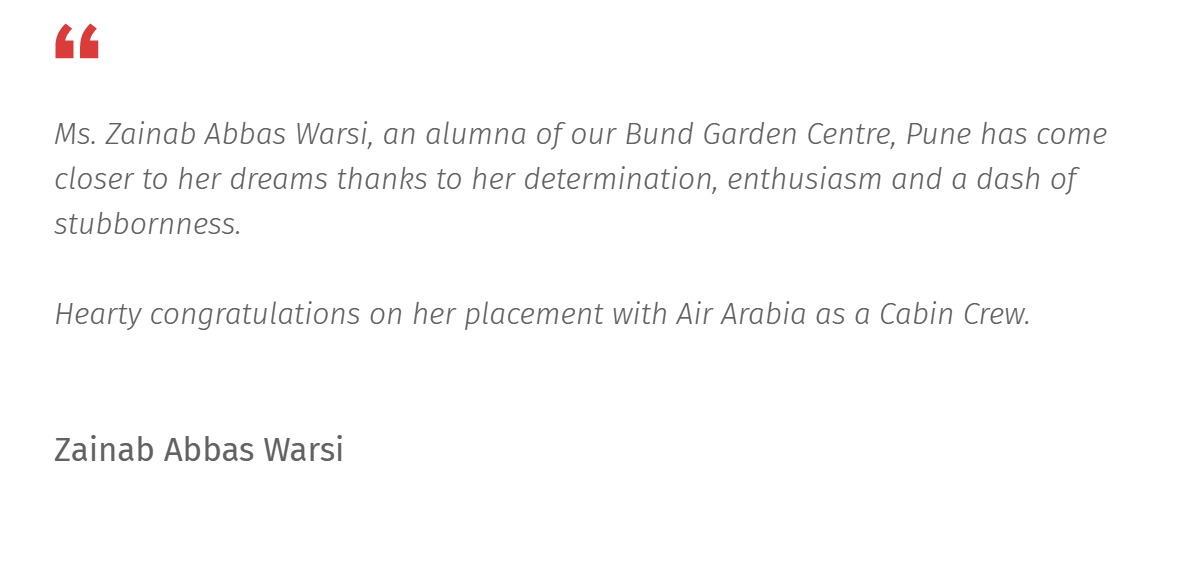 “
Ms. Zainab Abbas Warsi, an alumna of our Bund Garden Centre, Pune has come
closer to her dreams thanks to her determination, enthusiasm and a dash of
stubbornness.
Hearty congratulations on her placement with Air Arabia as a Cabin Crew.
Zainab Abbas Warsi